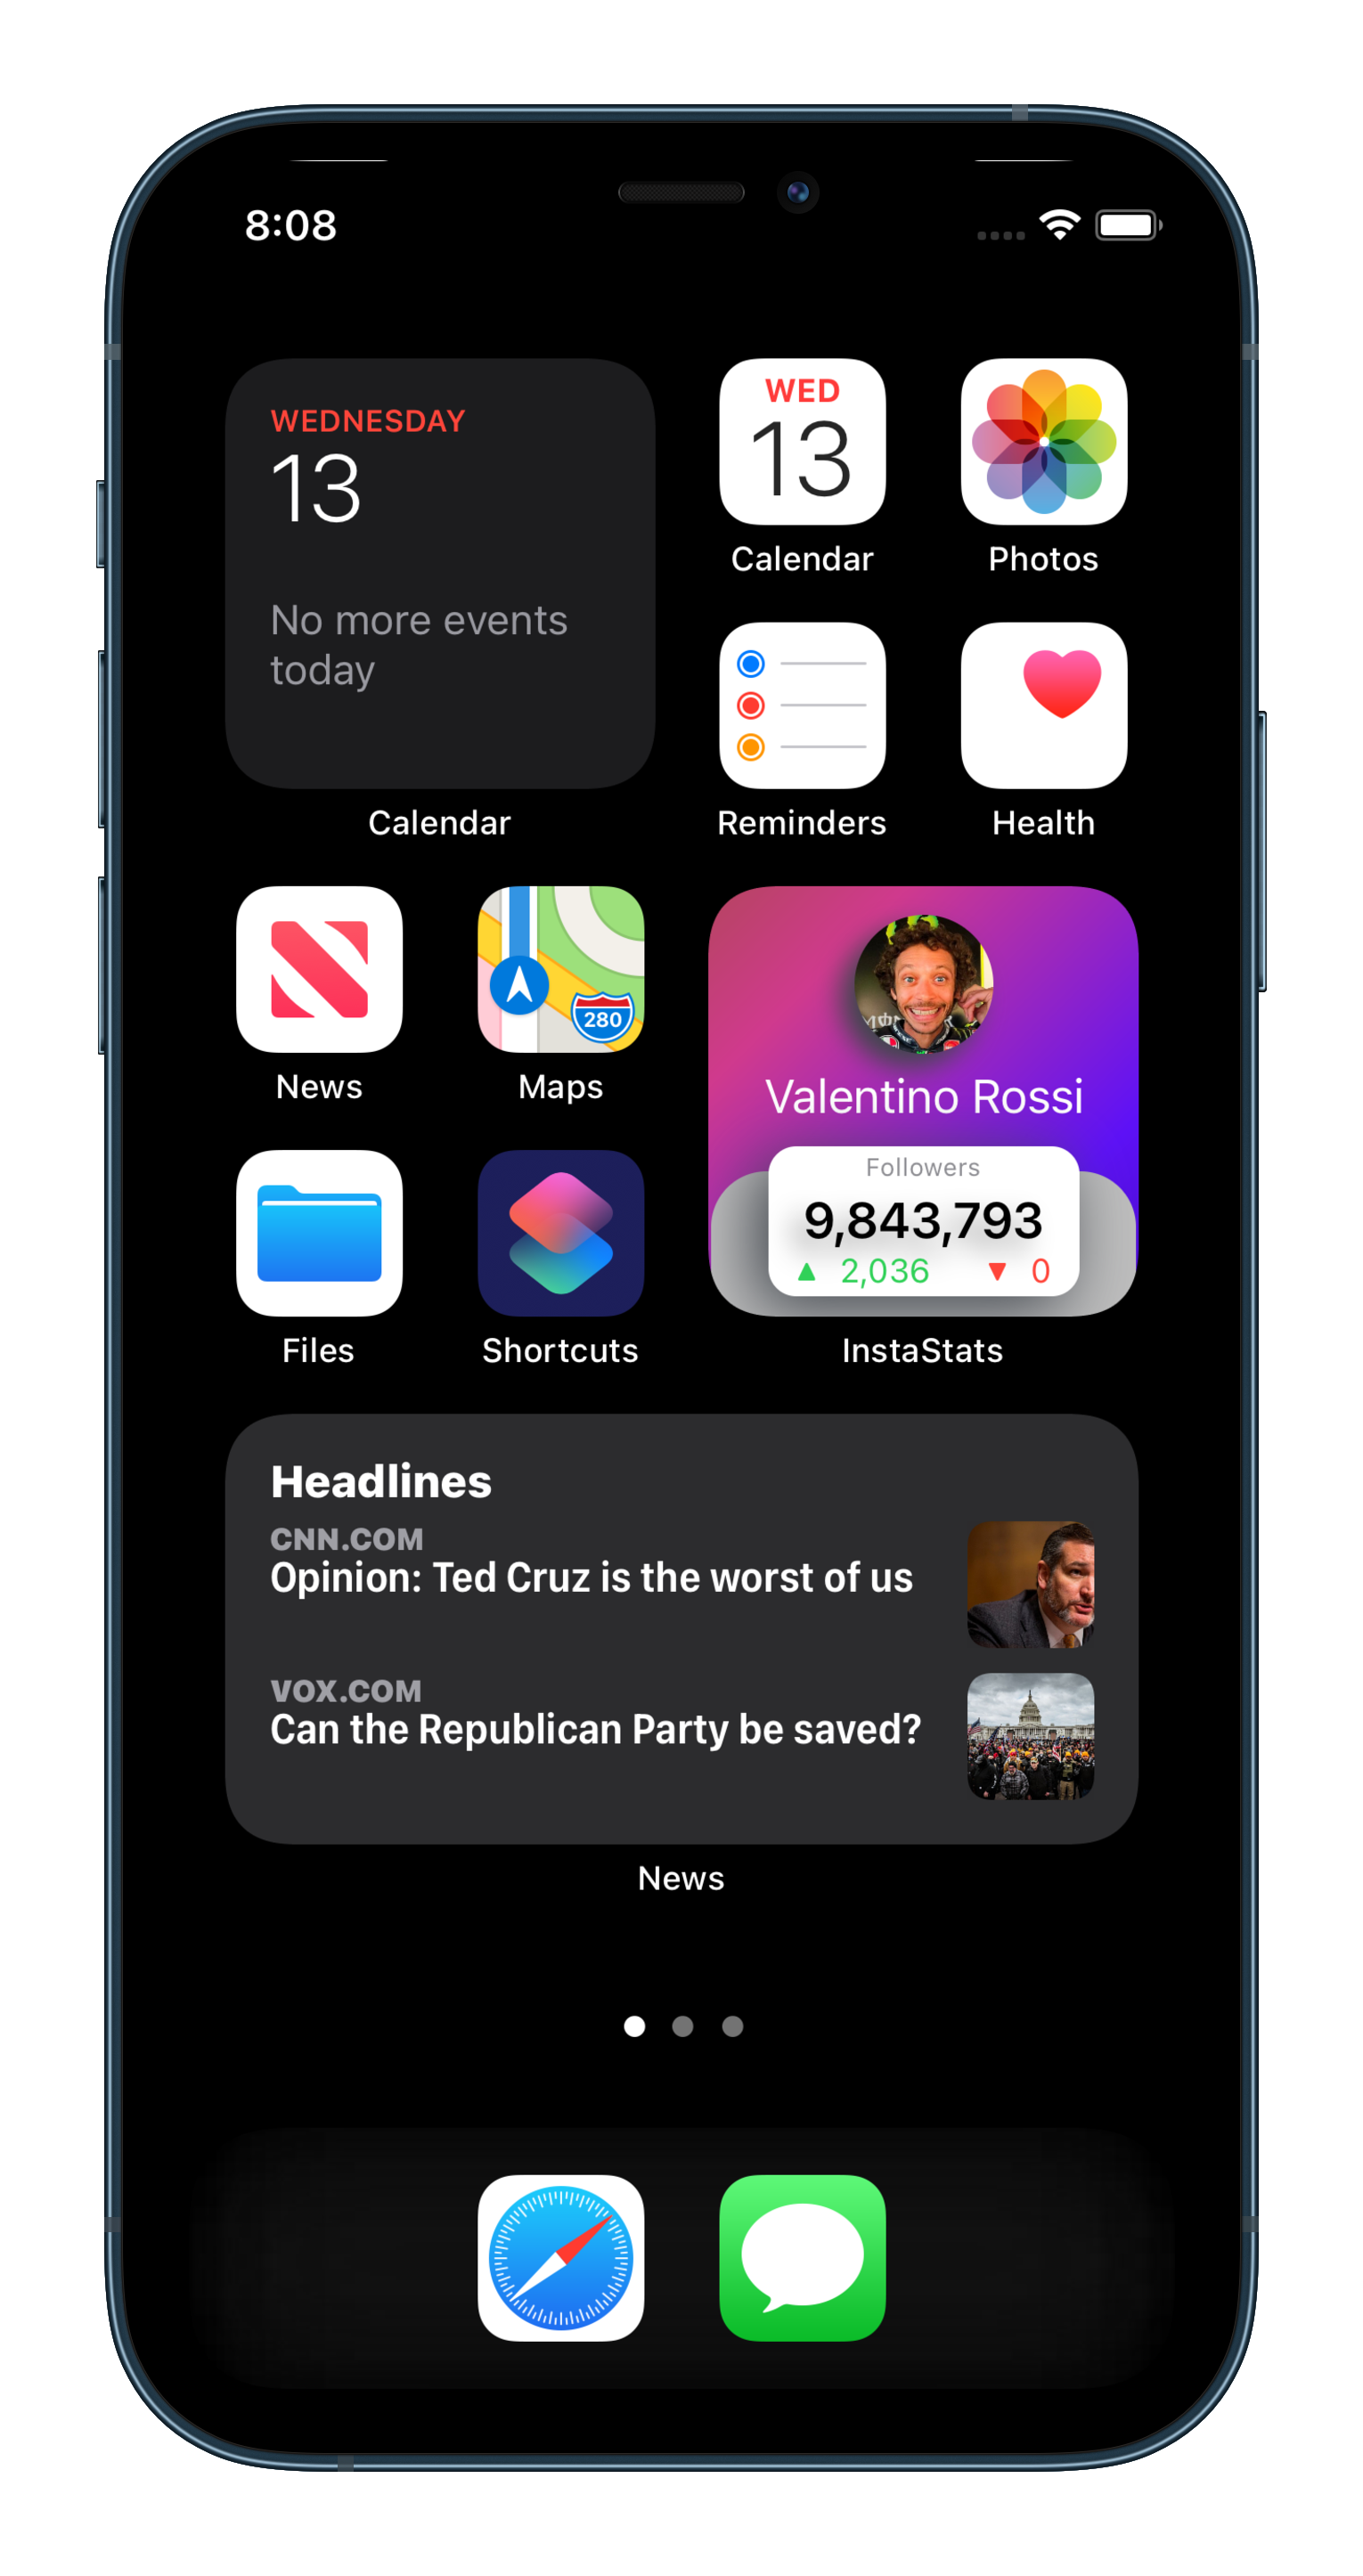 8:08
WEDNESDAY
13
No more events
today
Calendar
WED
13
Calendar
Photos
Reminders
Health
News
280
Maps
Files
Shortcuts
Valentino Rossi
Followers
9,843,793
▲ 2,036 ▼ 0
InstaStats
Headlines
CNN.COM
Opinion: Ted Cruz is the worst of us
VOX.COM
Can the Republican Party be saved?
News